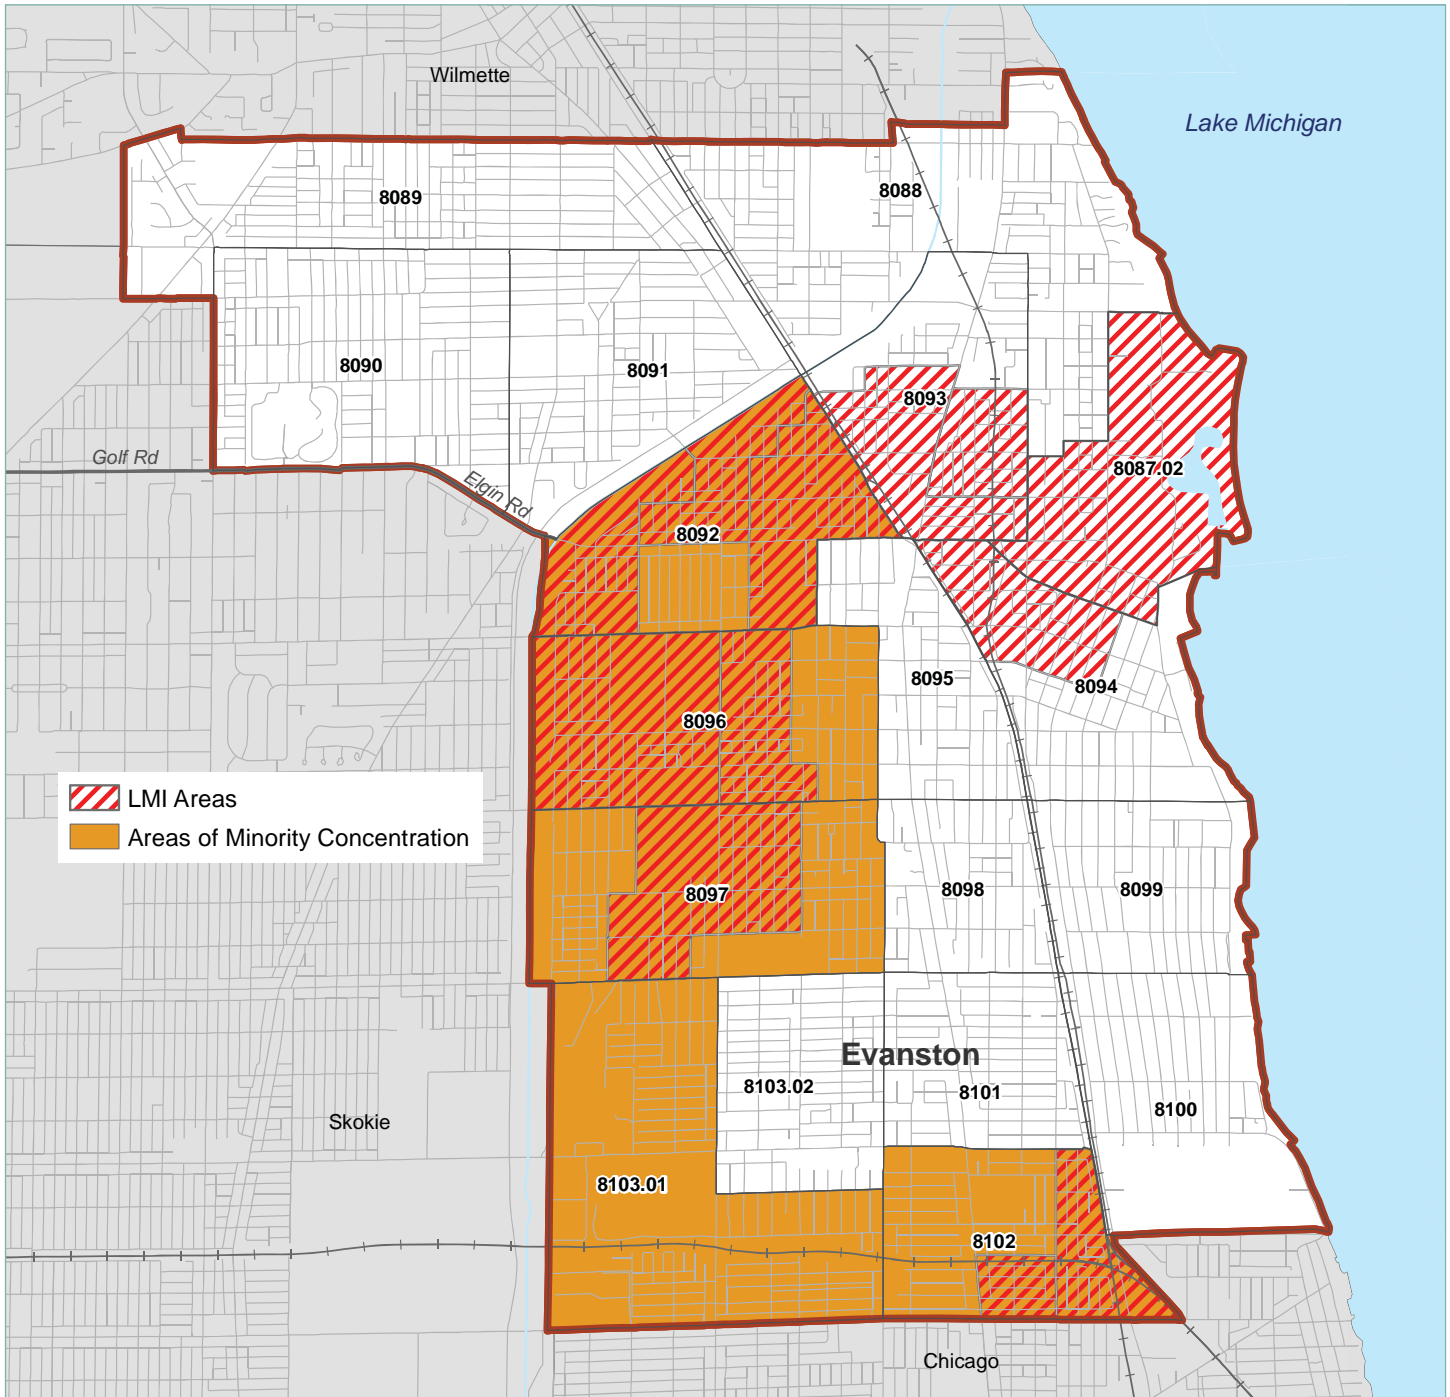 Wilmette
Lake Michigan
8089
8088
8090
8091
8093
Golf Rd
Elgin Rd
8087.02
8092
8095
8094
8096
LMI Areas
Areas of Minority Concentration
8097
8098
8099
Evanston
8103.02
8101
8100
Skokie
8103.01
8102
Chicago